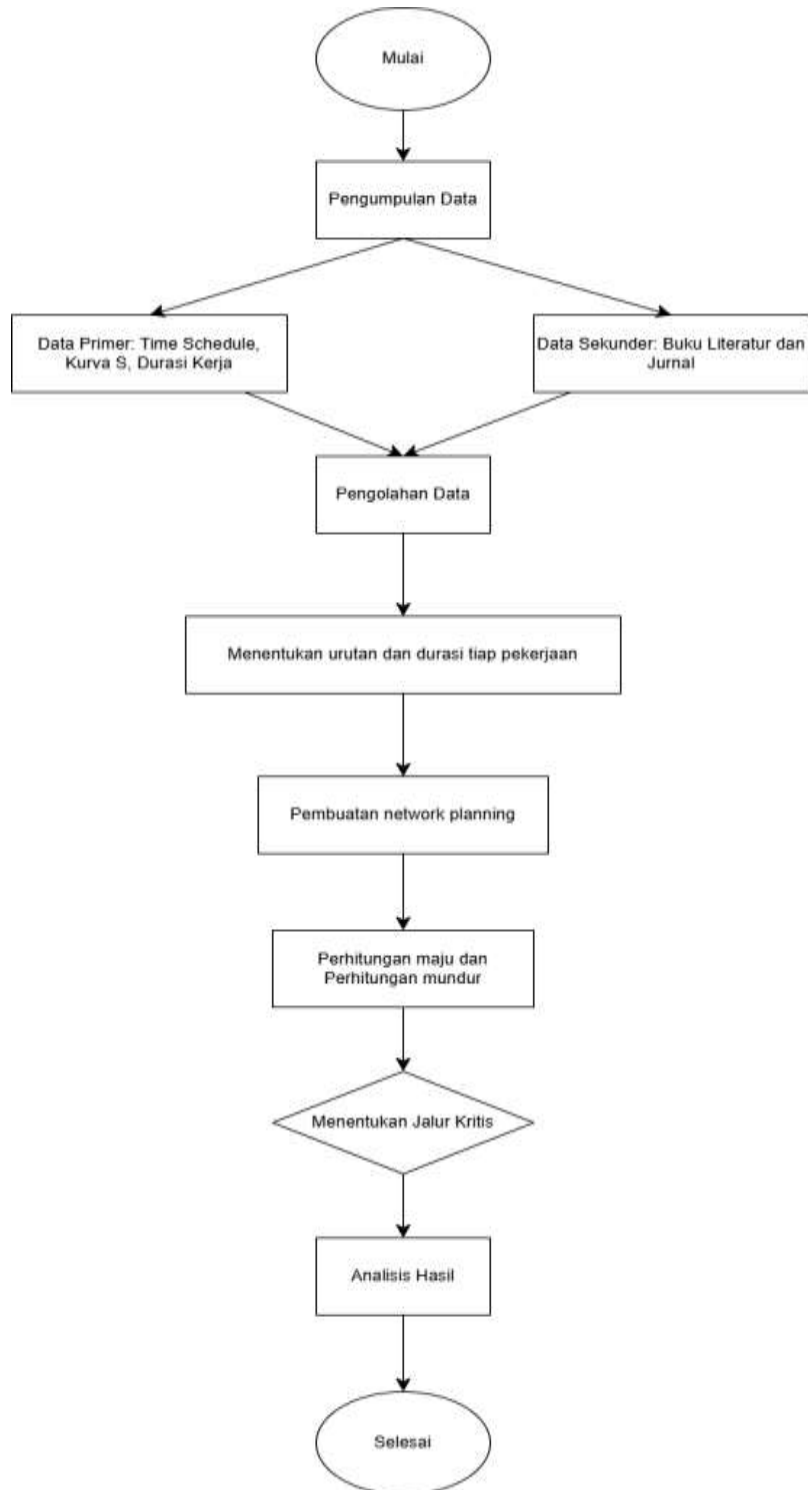 Mulai
Pengumpulan Data
Data Primer: Time Schedule,
Kurva S, Durasi Kerja
Data Sekunder: Buku Literatur dan
Jurnal
Pengolahan Data
Menentukan urutan dan durasi tiap pekerjaan
Pembuatan network planning
Perhitungan maju dan
Perhitungan mundur
Menentukan Jalur Kritis
Analisis Hasil
Selesai